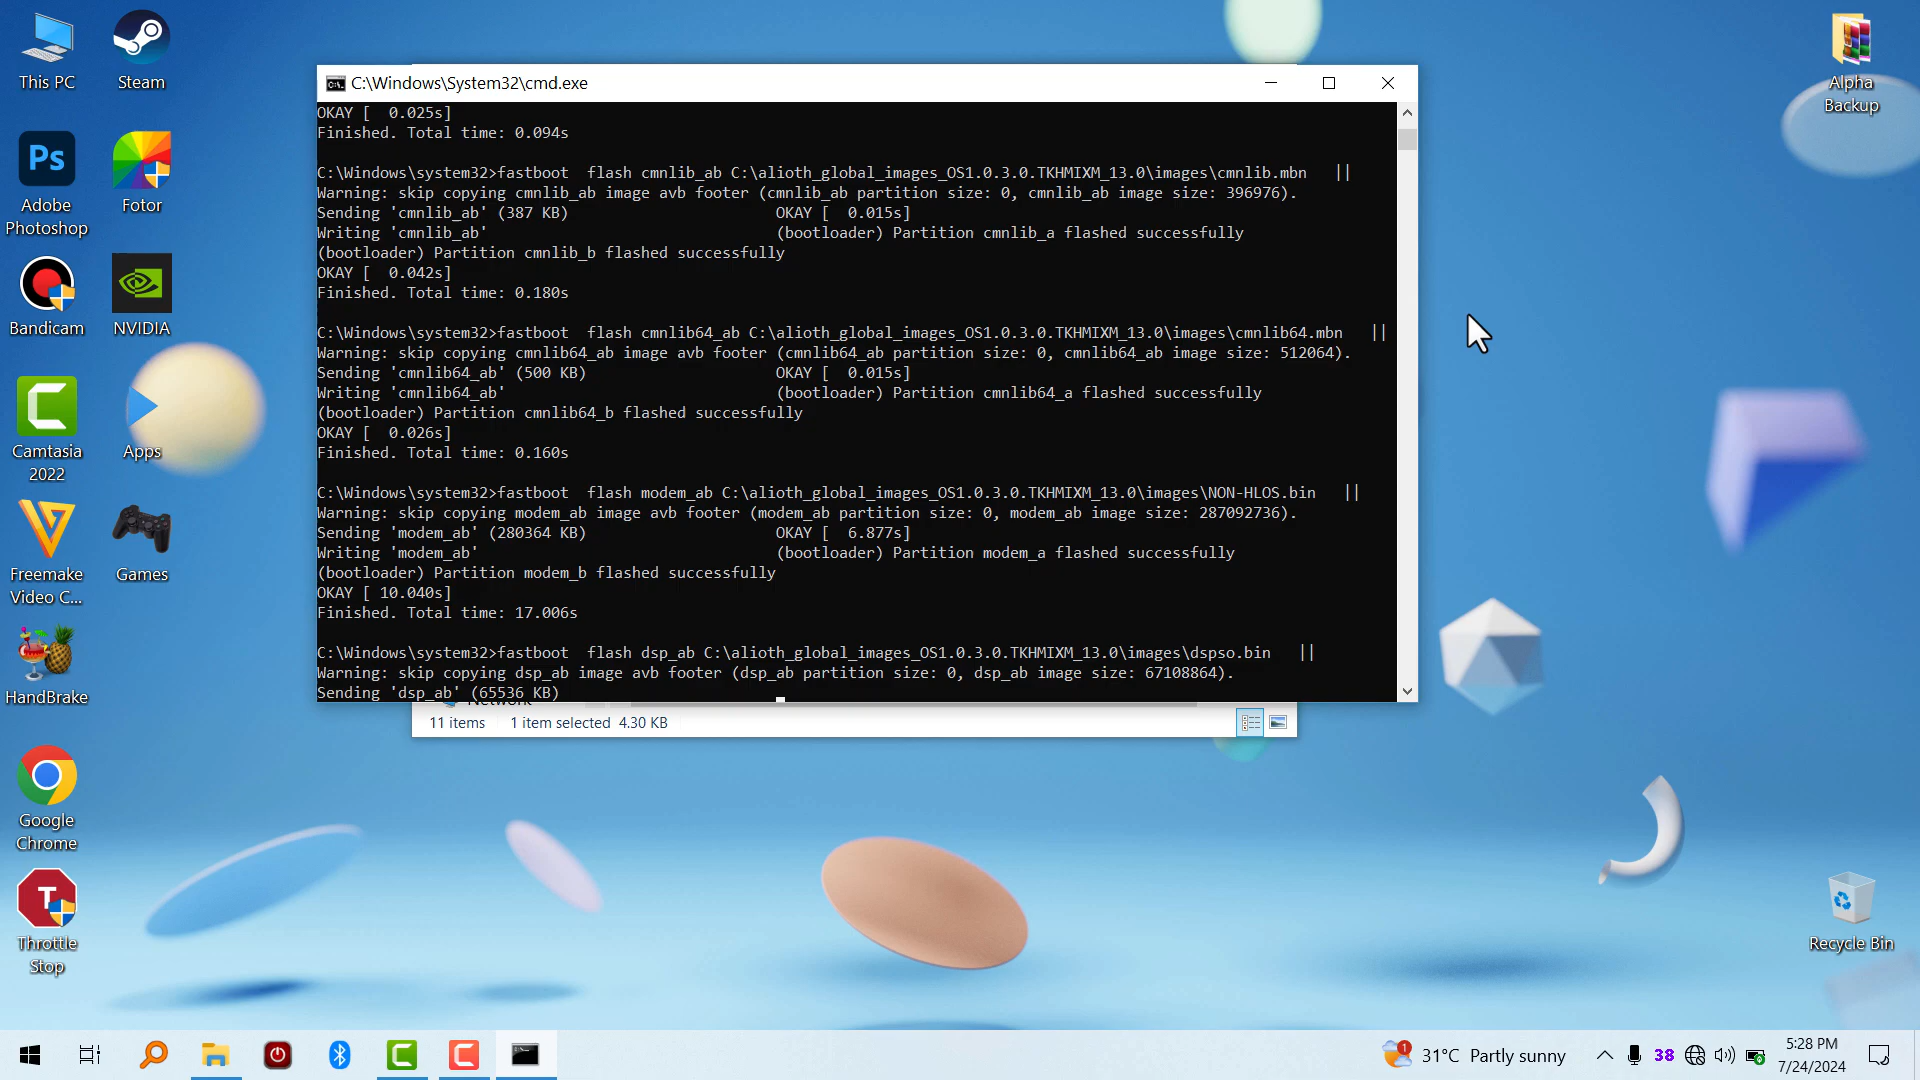 This PC
Steam
Adobe
Photoshop
Fotor
Bandicam
NVIDIA
Camtasia
2022
Apps
Freemake
Video C...
Games
HandBrake
Google
Chrome
Throttle
Stop
Alpha
Backup
Recycle Bin
C:\Windows\System32\cmd.exe
OKAY [  0.025s]
Finished. Total time: 0.094s
C:\Windows\system32>fastboot  flash cmnlib_ab C:\alioth_global_images_OS1.0.3.0.TKHMIXM_13.0\images\cmnlib.mbn   ||
Warning: skip copying cmnlib_ab image avb footer (cmnlib_ab partition size: 0, cmnlib_ab image size: 396976).
Sending 'cmnlib_ab' (387 KB)                       OKAY [  0.015s]
Writing 'cmnlib_ab'                                (bootloader) Partition cmnlib_a flashed successfully
(bootloader) Partition cmnlib_b flashed successfully
OKAY [  0.042s]
Finished. Total time: 0.180s
C:\Windows\system32>fastboot  flash cmnlib64_ab C:\alioth_global_images_OS1.0.3.0.TKHMIXM_13.0\images\cmnlib64.mbn   ||
Warning: skip copying cmnlib64_ab image avb footer (cmnlib64_ab partition size: 0, cmnlib64_ab image size: 512064).
Sending 'cmnlib64_ab' (500 KB)                     OKAY [  0.015s]
Writing 'cmnlib64_ab'                              (bootloader) Partition cmnlib64_a flashed successfully
(bootloader) Partition cmnlib64_b flashed successfully
OKAY [  0.026s]
Finished. Total time: 0.160s
C:\Windows\system32>fastboot  flash modem_ab C:\alioth_global_images_OS1.0.3.0.TKHMIXM_13.0\images\NON-HLOS.bin   ||
Warning: skip copying modem_ab image avb footer (modem_ab partition size: 0, modem_ab image size: 287092736).
Sending 'modem_ab' (280364 KB)                     OKAY [  6.877s]
Writing 'modem_ab'                                 (bootloader) Partition modem_a flashed successfully
(bootloader) Partition modem_b flashed successfully
OKAY [ 10.040s]
Finished. Total time: 17.006s
C:\Windows\system32>fastboot  flash dsp_ab C:\alioth_global_images_OS1.0.3.0.TKHMIXM_13.0\images\dspso.bin   ||
Warning: skip copying dsp_ab image avb footer (dsp_ab partition size: 0, dsp_ab image size: 67108864).
Sending 'dsp_ab' (65536 KB)
Network
11 items  1 item selected  4.30 KB
1
31°C  Partly sunny
38
5:28 PM
7/24/2024